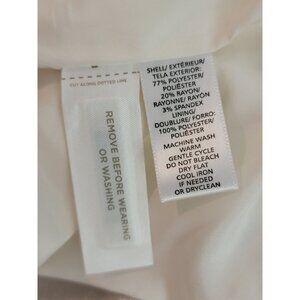 CUT ALONG DOTTED LINE
REMOVE BEFORE WEARING
OR WASHING
SHELL/ EXTÉRIEUR/
TELA EXTERIOR:
77% POLYESTER/
POLIÉSTER
20% RAYON/
RAYONNE/ RAYÓN
3% SPANDEX
LINING/
DOUBLURE/ FORRO:
100% POLYESTER/
POLIÉSTER
MACHINE WASH
WARM
GENTLE CYCLE
DO NOT BLEACH
DRY FLAT
COOL IRON
IF NEEDED
OR DRYCLEAN